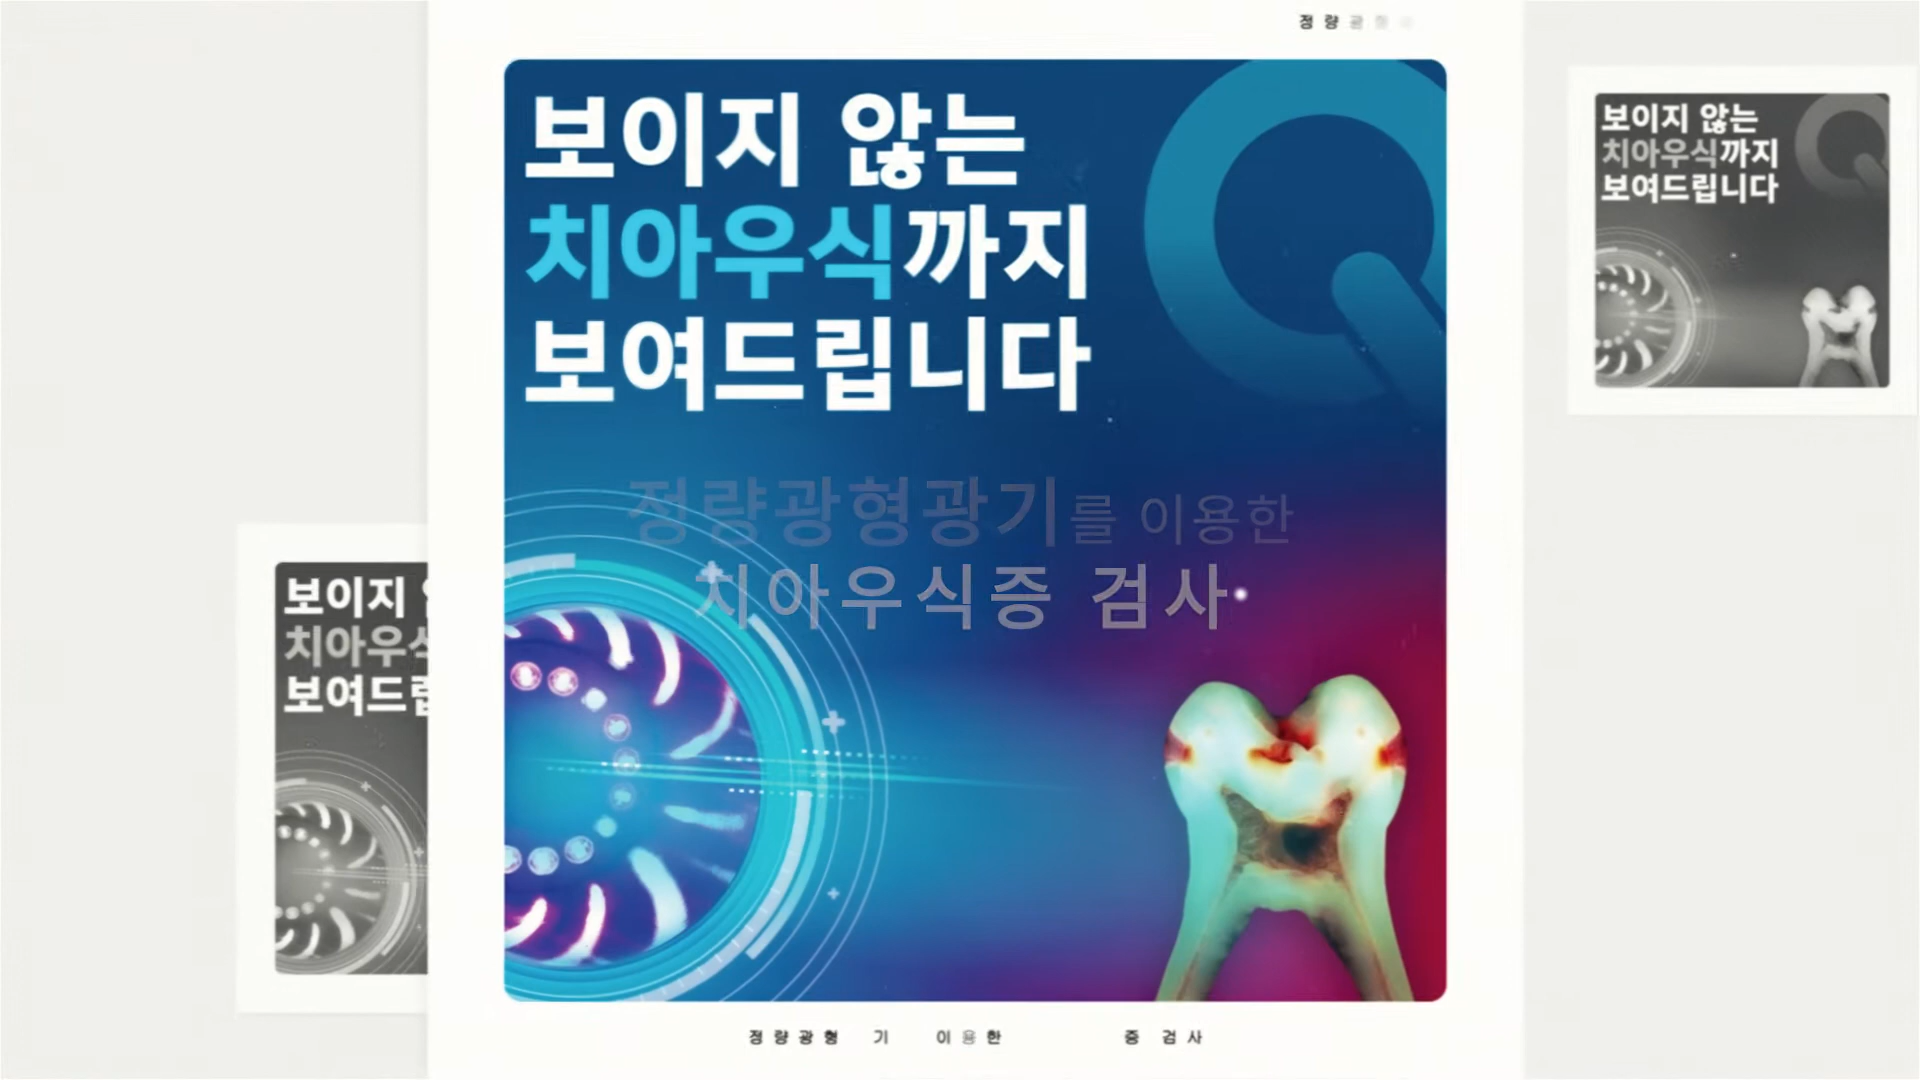 정량
보이지 않는
치아우식까지
보여드립니다
정량광형광기를 이용한
치아우식증 검사
정량광형 기 이용한 증 검사
보이지 않는
치아우식까지
보여드립니다
보이지
치아우
보여드